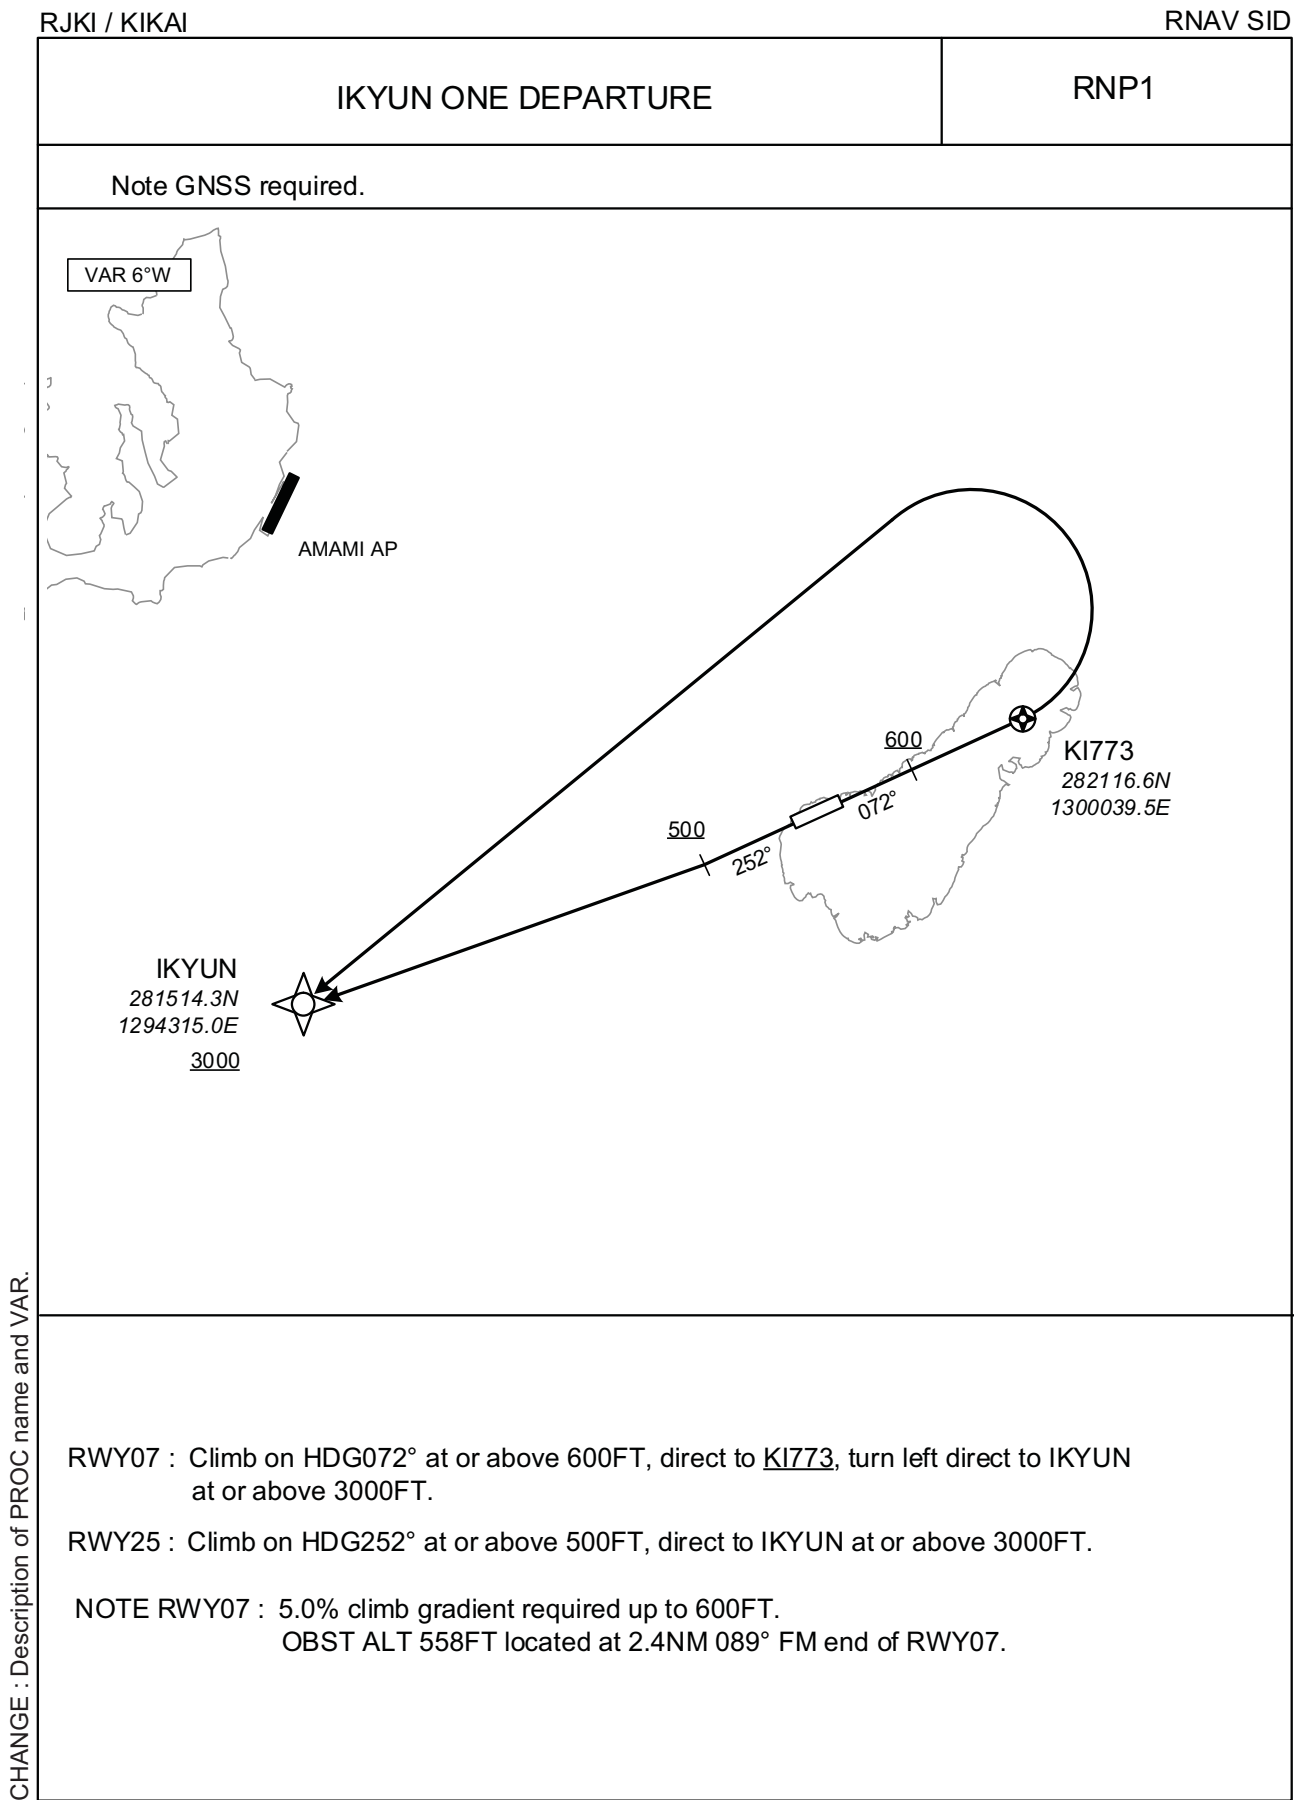 RJKI / KIKAI
RNAV SID
IKYUN ONE DEPARTURE
RNP1
Note GNSS required.
VAR 6°W
AMAMI AP
600
KI773
282116.6N
1300039.5E
072°
500
252°
IKYUN
281514.3N
1294315.0E
3000
RWY07 : Climb on HDG072° at or above 600FT, direct to KI773, turn left direct to IKYUN
at or above 3000FT.
RWY25 : Climb on HDG252° at or above 500FT, direct to IKYUN at or above 3000FT.
NOTE RWY07 : 5.0% climb gradient required up to 600FT.
OBST ALT 558FT located at 2.4NM 089° FM end of RWY07.
CHANGE : Description of PROC name and VAR.